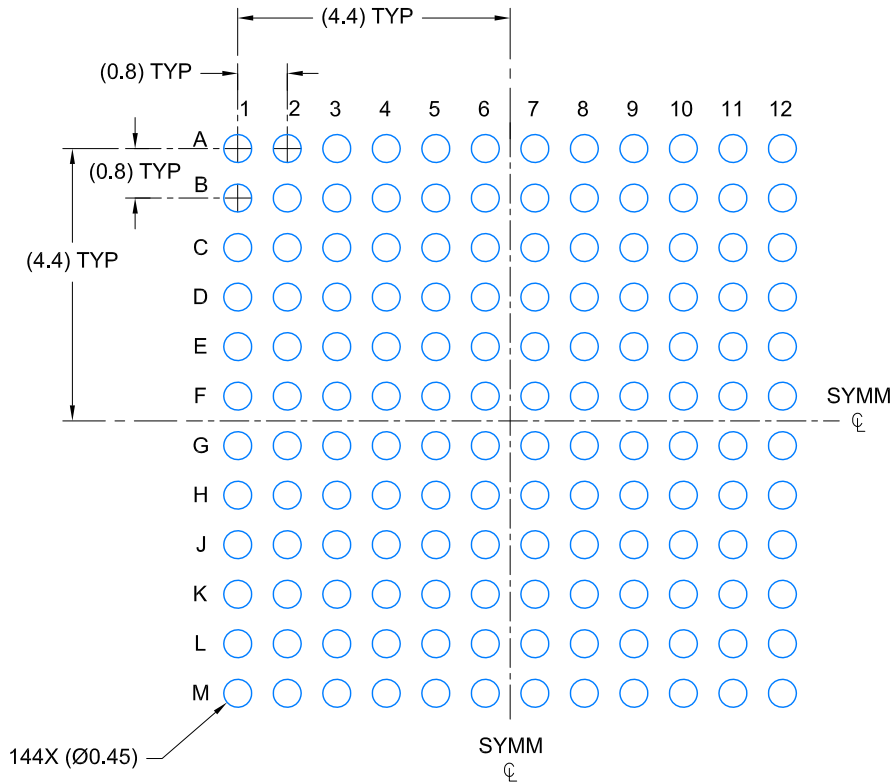 (4.4) TYP
(0.8) TYP
1 2 3 4 5 6 7 8 9 10 11 12
A
(0.8) TYP
B
C
(4.4) TYP
D
E
F
SYMM
℄
G
H
J
K
L
M
144X (Ø0.45)
SYMM
℄